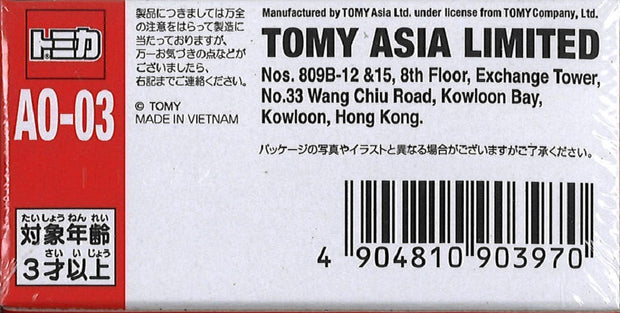 トミカ
AO-03
たいしょうねんれい
対象年齢
さいいじょう
3才以上
製品につきましては万全
の注意をはらって製造に
当たっておりますが、
万一お気づきの点などが
ございましたら、
右記までご連絡ください。
© TOMY
MADE IN VIETNAM
Manufactured by TOMY Asia Ltd. under license from TOMY Company, Ltd.
TOMY ASIA LIMITED
Nos. 809B-12 &15, 8th Floor, Exchange Tower,
No.33 Wang Chiu Road, Kowloon Bay,
Kowloon, Hong Kong.
パッケージの写真やイラストと異なる場合がございますがご了承ください。
4 904810 903970